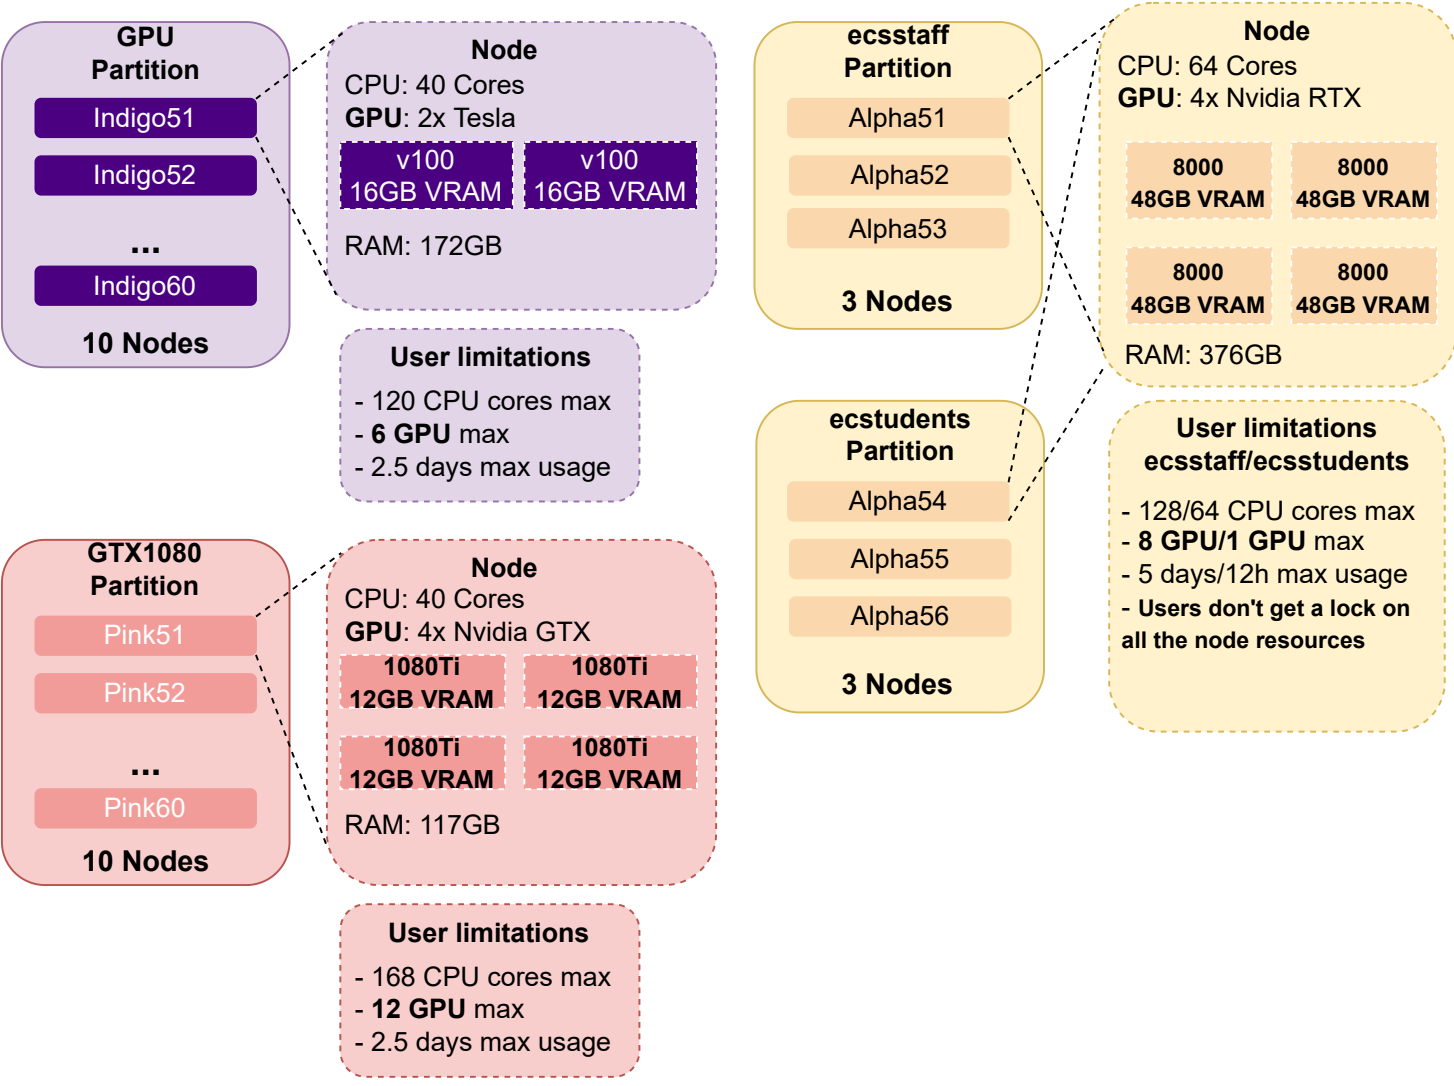 GPU
Partition
Indigo51
Indigo52
...
Indigo60
10 Nodes
Node
CPU: 40 Cores
GPU: 2x Tesla
v100
16GB VRAM
v100
16GB VRAM
RAM: 172GB
User limitations
- 120 CPU cores max
- 6 GPU max
- 2.5 days max usage
GTX1080
Partition
Pink51
Pink52
...
Pink60
10 Nodes
Node
CPU: 40 Cores
GPU: 4x Nvidia GTX
1080Ti
12GB VRAM
1080Ti
12GB VRAM
1080Ti
12GB VRAM
1080Ti
12GB VRAM
RAM: 117GB
User limitations
- 168 CPU cores max
- 12 GPU max
- 2.5 days max usage
ecsstaff
Partition
Alpha51
Alpha52
Alpha53
3 Nodes
Node
CPU: 64 Cores
GPU: 4x Nvidia RTX
8000
48GB VRAM
8000
48GB VRAM
8000
48GB VRAM
8000
48GB VRAM
RAM: 376GB
ecstudents
Partition
Alpha54
Alpha55
Alpha56
3 Nodes
User limitations
ecsstaff/ecsstudents
- 128/64 CPU cores max
- 8 GPU/1 GPU max
- 5 days/12h max usage
- Users don't get a lock on
all the node resources